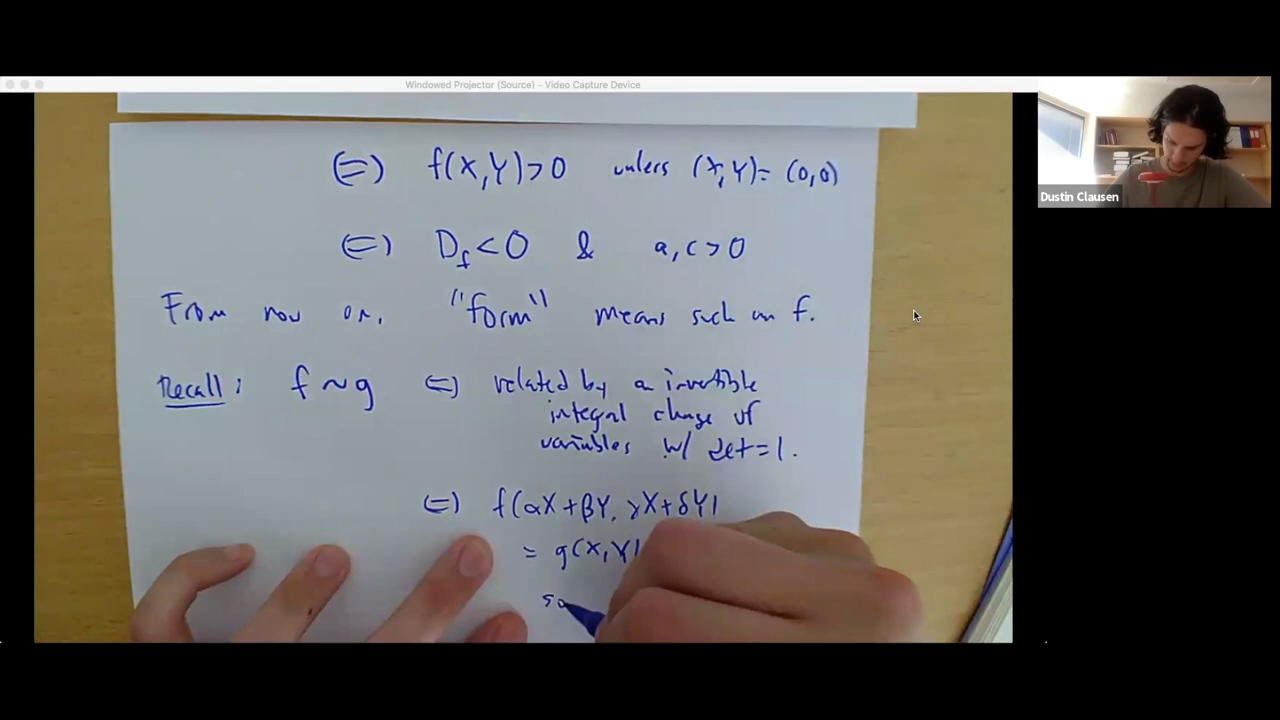 Windowed Projector (Source) - Video Capture Device
⇔ f(X,Y)>0 unless (X,Y)= (0,0)
⇔ D_f < 0 & a,c>0
From now on, "form" means such an f.
Recall: f ~ g ⇔ related by a invertible
integral change of
variables w/ det=1.
⇔ f(αX+βY, γX+δY)
= g(X,Y)
so
Dustin Clausen